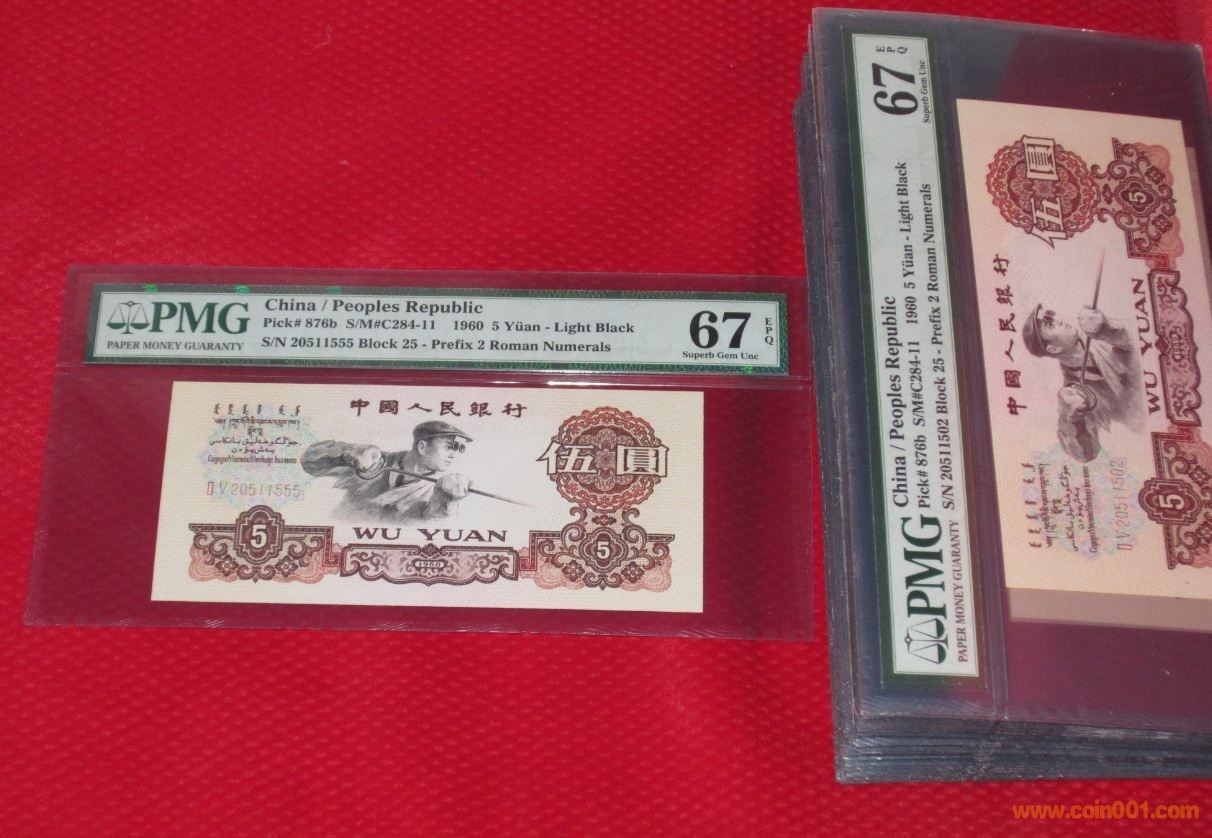 PMG
PAPER MONEY GUARANTY
China / Peoples Republic
Pick# 876b S/M#C284-11 1960 5 Yüan - Light Black
S/N 20511555 Block 25 - Prefix 2 Roman Numerals
67
EPQ
Superb Gem Unc
中國人民銀行
伍圓
V 20511555
WU YUAN
5
1960
5
PMG
PAPER MONEY GUARANTY
China / Peoples Republic
Pick# 876b S/M#C284-11 1960 5 Yüan - Light Black
S/N 20511502 Block 25 - Prefix 2 Roman Numerals
67
EPQ
Superb Gem Unc
中國人民銀行
伍圓
V 20511502
WU YUAN
5
1960
5
www.coin001.com